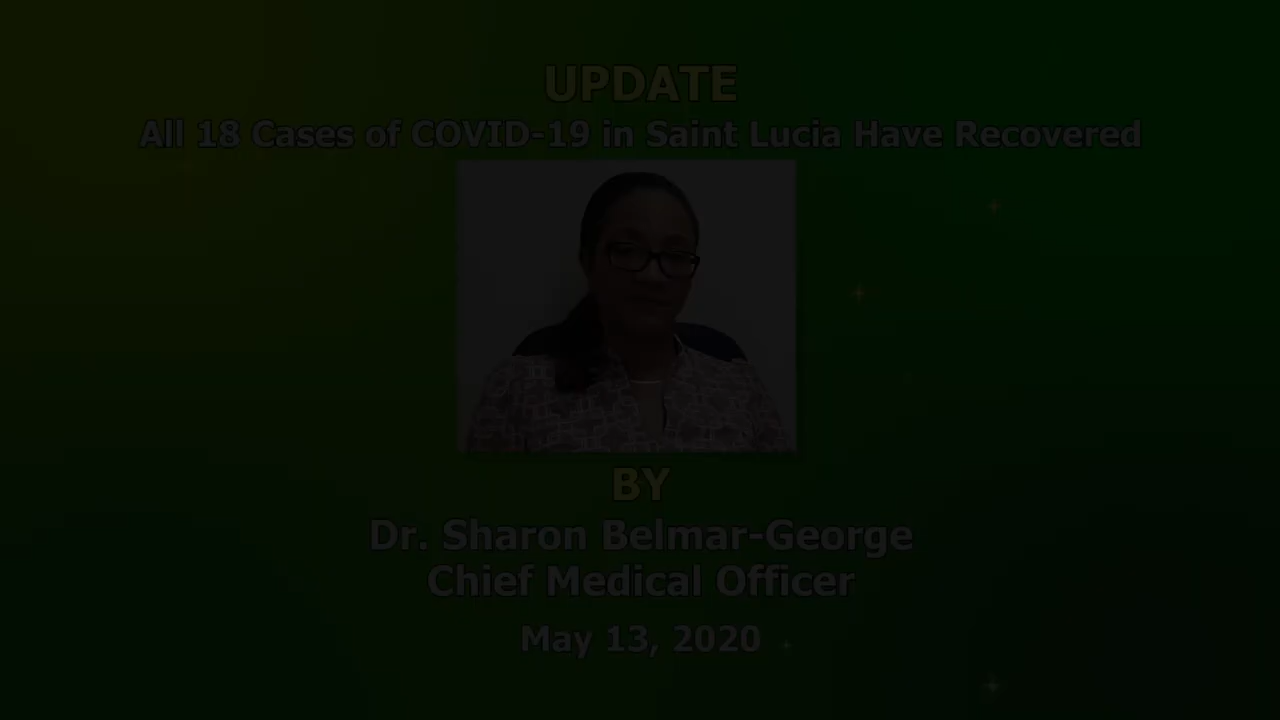 UPDATE
All 18 Cases of COVID-19 in Saint Lucia Have Recovered
BY
Dr. Sharon Belmar-George
Chief Medical Officer
May 13, 2020